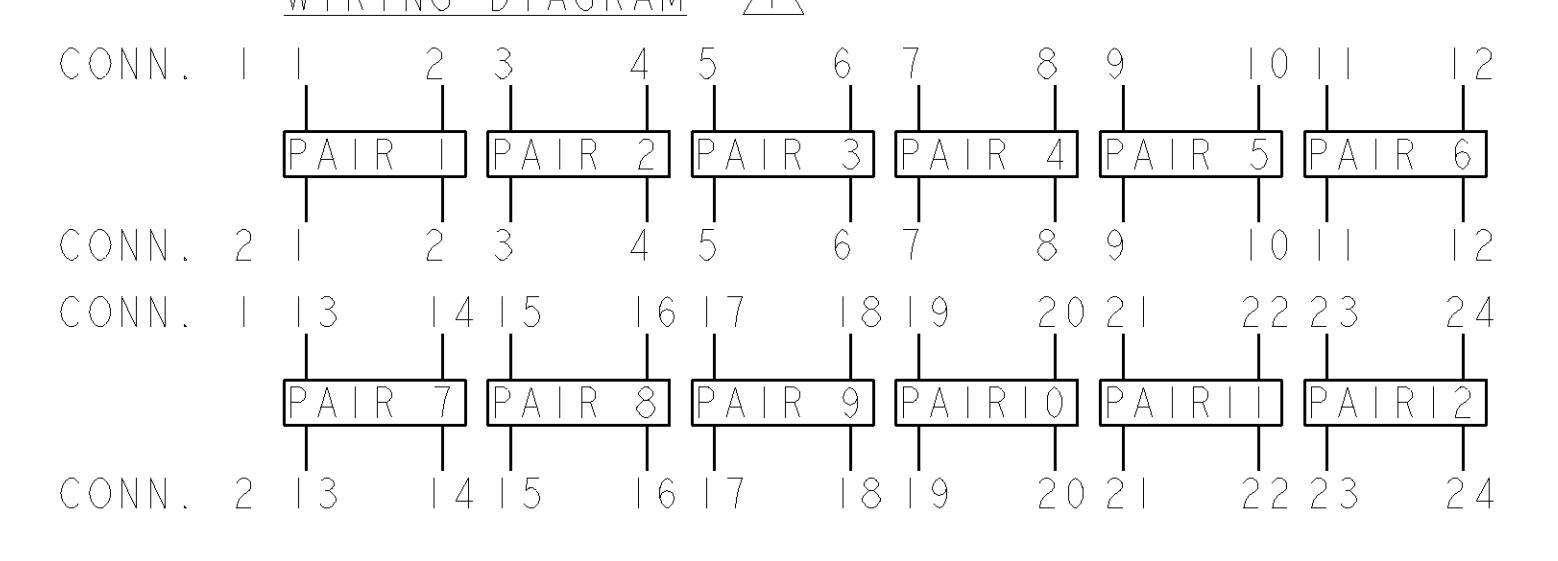 WIRING DIAGRAM
CONN. 1 1 2 3 4 5 6 7 8 9 10 11 12
PAIR 1 PAIR 2 PAIR 3 PAIR 4 PAIR 5 PAIR 6
CONN. 2 1 2 3 4 5 6 7 8 9 10 11 12
CONN. 1 13 14 15 16 17 18 19 20 21 22 23 24
PAIR 7 PAIR 8 PAIR 9 PAIR10 PAIR11 PAIR12
CONN. 2 13 14 15 16 17 18 19 20 21 22 23 24